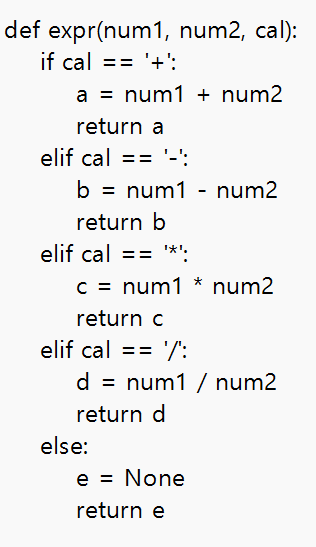 def expr(num1, num2, cal):
    if cal == '+':
        a = num1 + num2
        return a
    elif cal == '-':
        b = num1 - num2
        return b
    elif cal == '*':
        c = num1 * num2
        return c
    elif cal == '/':
        d = num1 / num2
        return d
    else:
        e = None
        return e